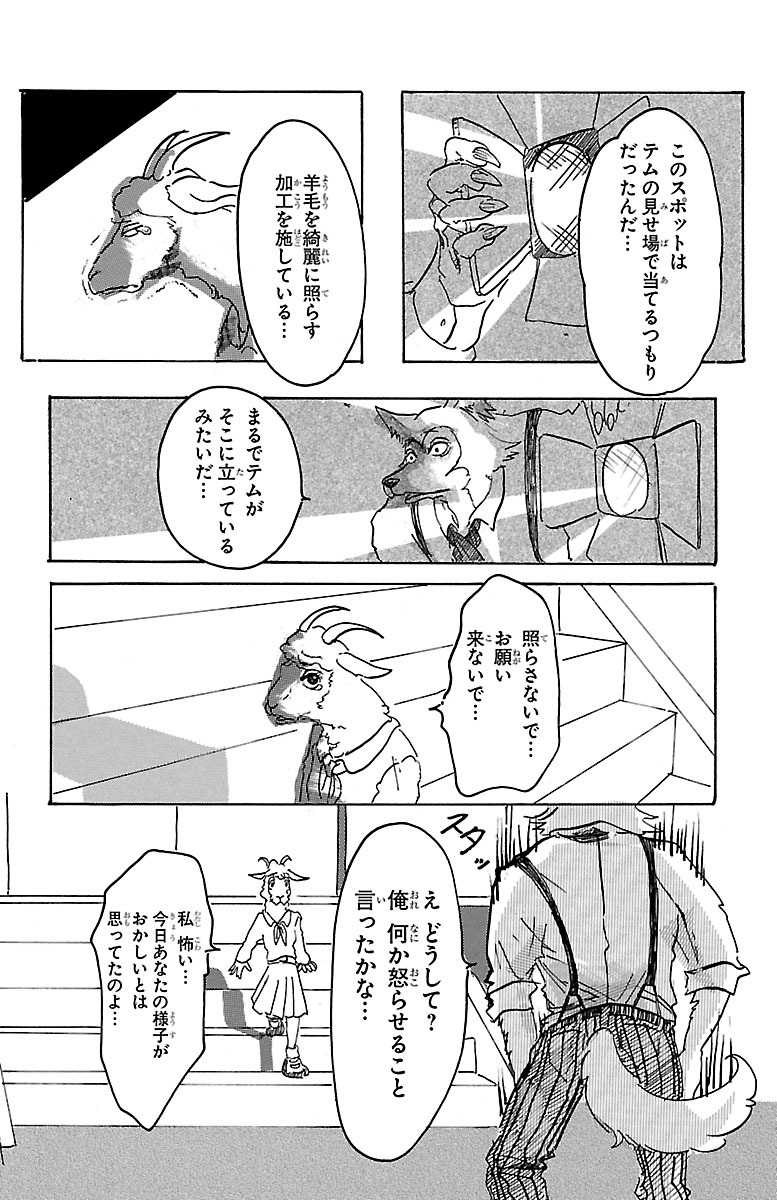 このスポットは
テムの見せ場で当てるつもり
だったんだ…
羊毛を綺麗に照らす
加工を施している…
まるでテムが
そこに立っている
みたいだ…
照らさないで…
お願い
来ないで…
スタッ
え どうして？
俺 何か怒らせること
言ったかな…
私 怖い…
今日あなたの様子が
おかしいとは
思ってたのよ…